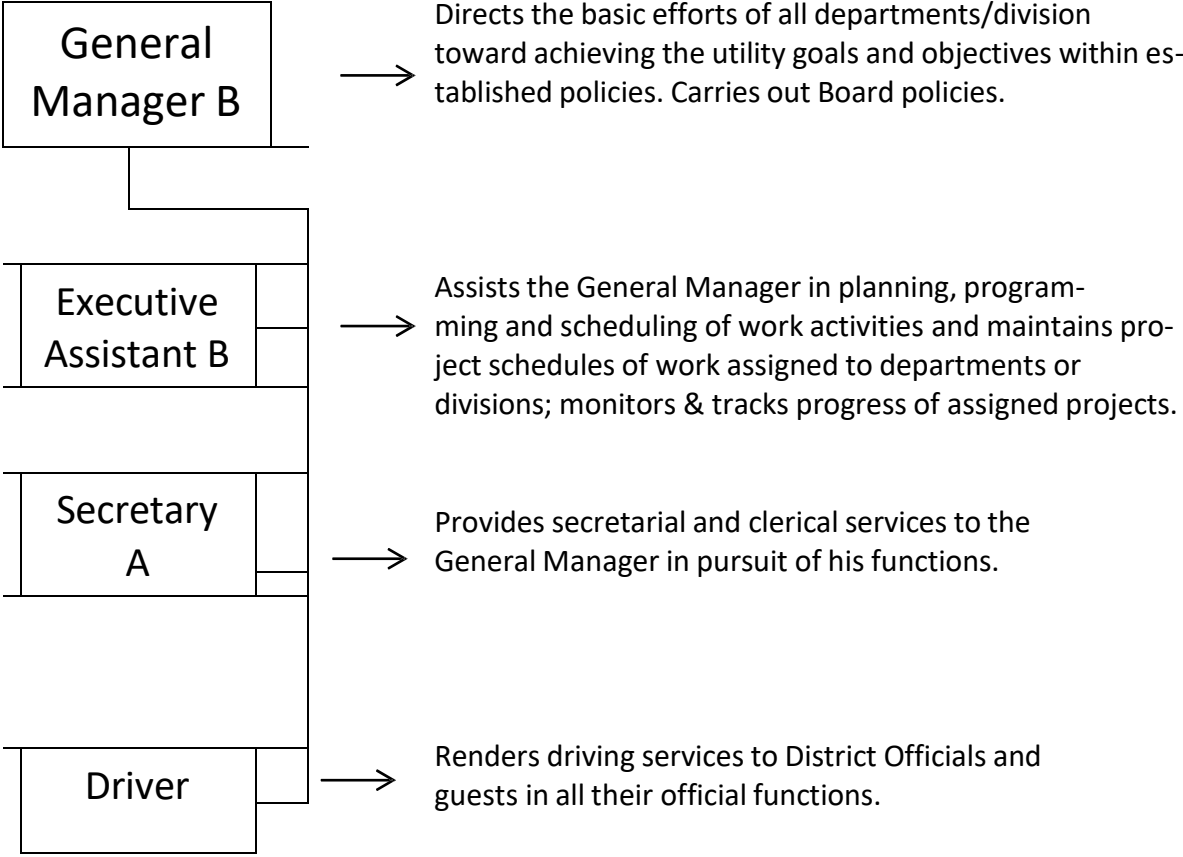 General
Manager B
Directs the basic efforts of all departments/division
toward achieving the utility goals and objectives within es-
tablished policies. Carries out Board policies.
Executive
Assistant B
Assists the General Manager in planning, program-
ming and scheduling of work activities and maintains pro-
ject schedules of work assigned to departments or
divisions; monitors & tracks progress of assigned projects.
Secretary
A
Provides secretarial and clerical services to the
General Manager in pursuit of his functions.
Driver
Renders driving services to District Officials and
guests in all their official functions.